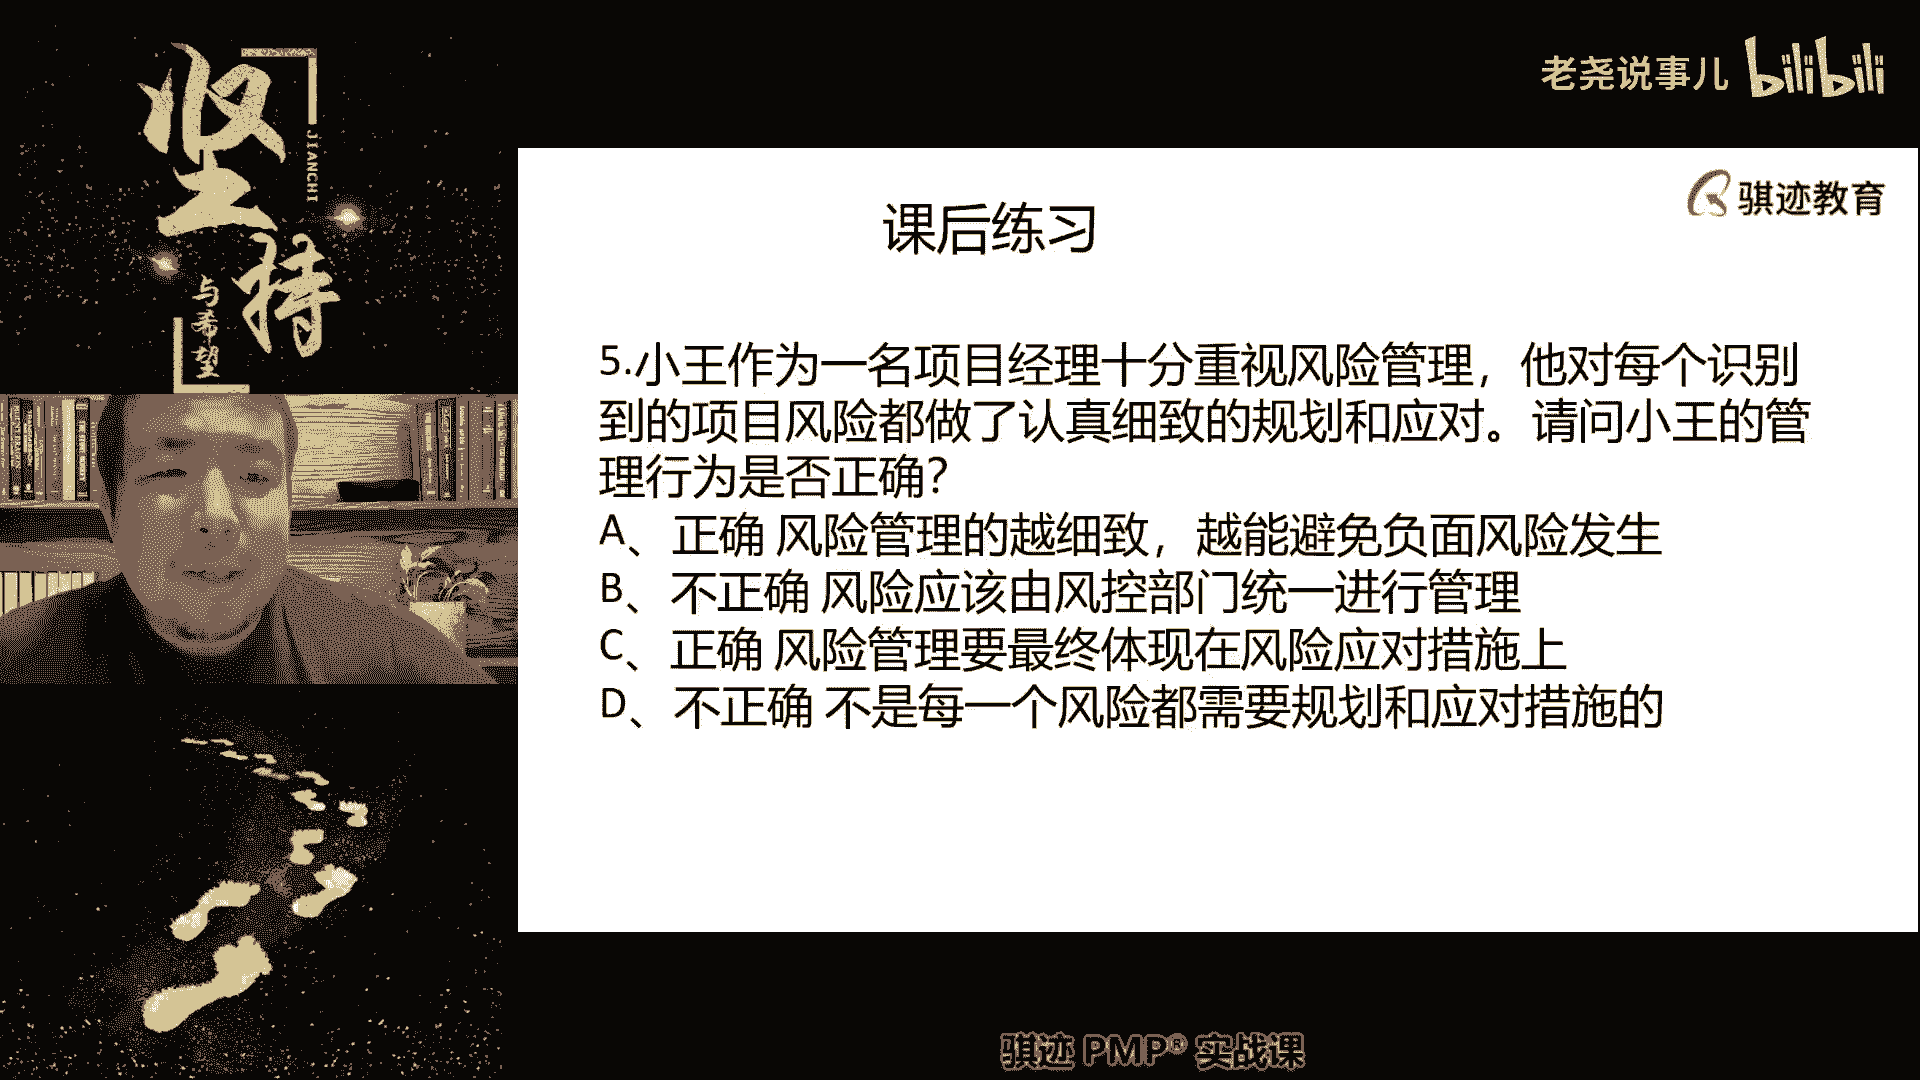 坚持
JIANCHI
与希望
老尧说事儿 bilibili
骐迹教育
课后练习
5.小王作为一名项目经理十分重视风险管理，他对每个识别
到的项目风险都做了认真细致的规划和应对。请问小王的管
理行为是否正确？
A、正确 风险管理的越细致，越能避免负面风险发生
B、不正确 风险应该由风控部门统一进行管理
C、正确 风险管理要最终体现在风险应对措施上
D、不正确 不是每一个风险都需要规划和应对措施的
骐迹 PMP® 实战课